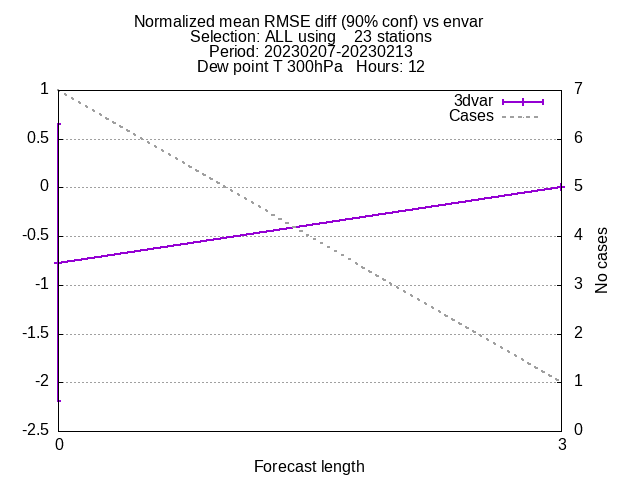 Normalized mean RMSE diff (90% conf) vs envar
Selection: ALL using    23 stations
Period: 20230207-20230213
Dew point T 300hPa   Hours: 12
3dvar
Cases
1
0.5
0
-0.5
-1
-1.5
-2
-2.5
7
6
5
4
3
2
1
0
No cases
0
3
Forecast length